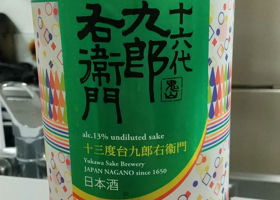 十六代
九郎
右衛門
alc.13% undiluted sake
十三度台九郎右衛門
Yukawa Sake Brewery
JAPAN NAGANO since 1650
日本酒